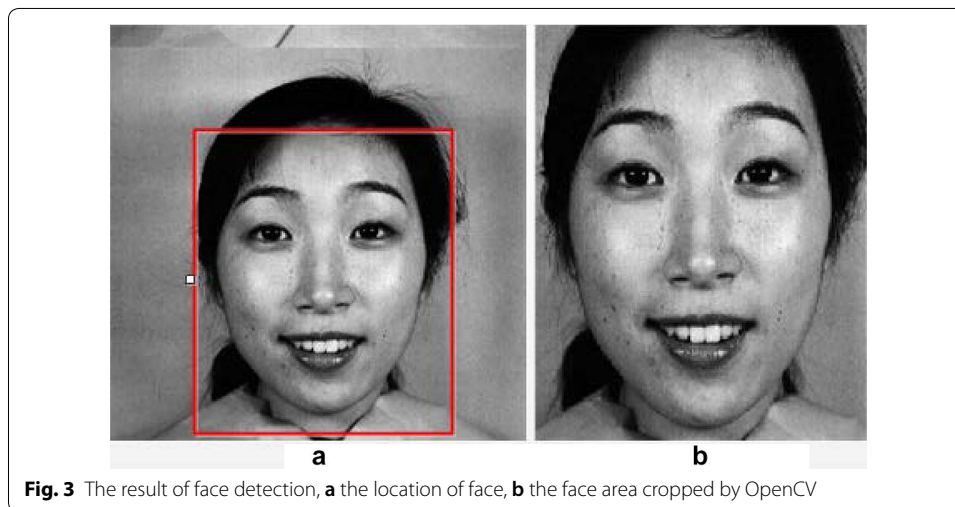 a b
Fig. 3 The result of face detection, a the location of face, b the face area cropped by OpenCV